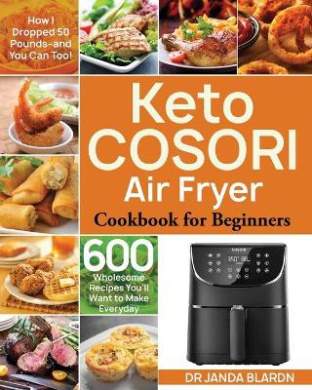 How I
Dropped 50
Pounds-and
You Can Too!
Keto
COSORI
Air Fryer
Cookbook for Beginners
600
Wholesome
Recipes You'll
Want to Make
Everyday
COSORI
DR JANDA BLARDN